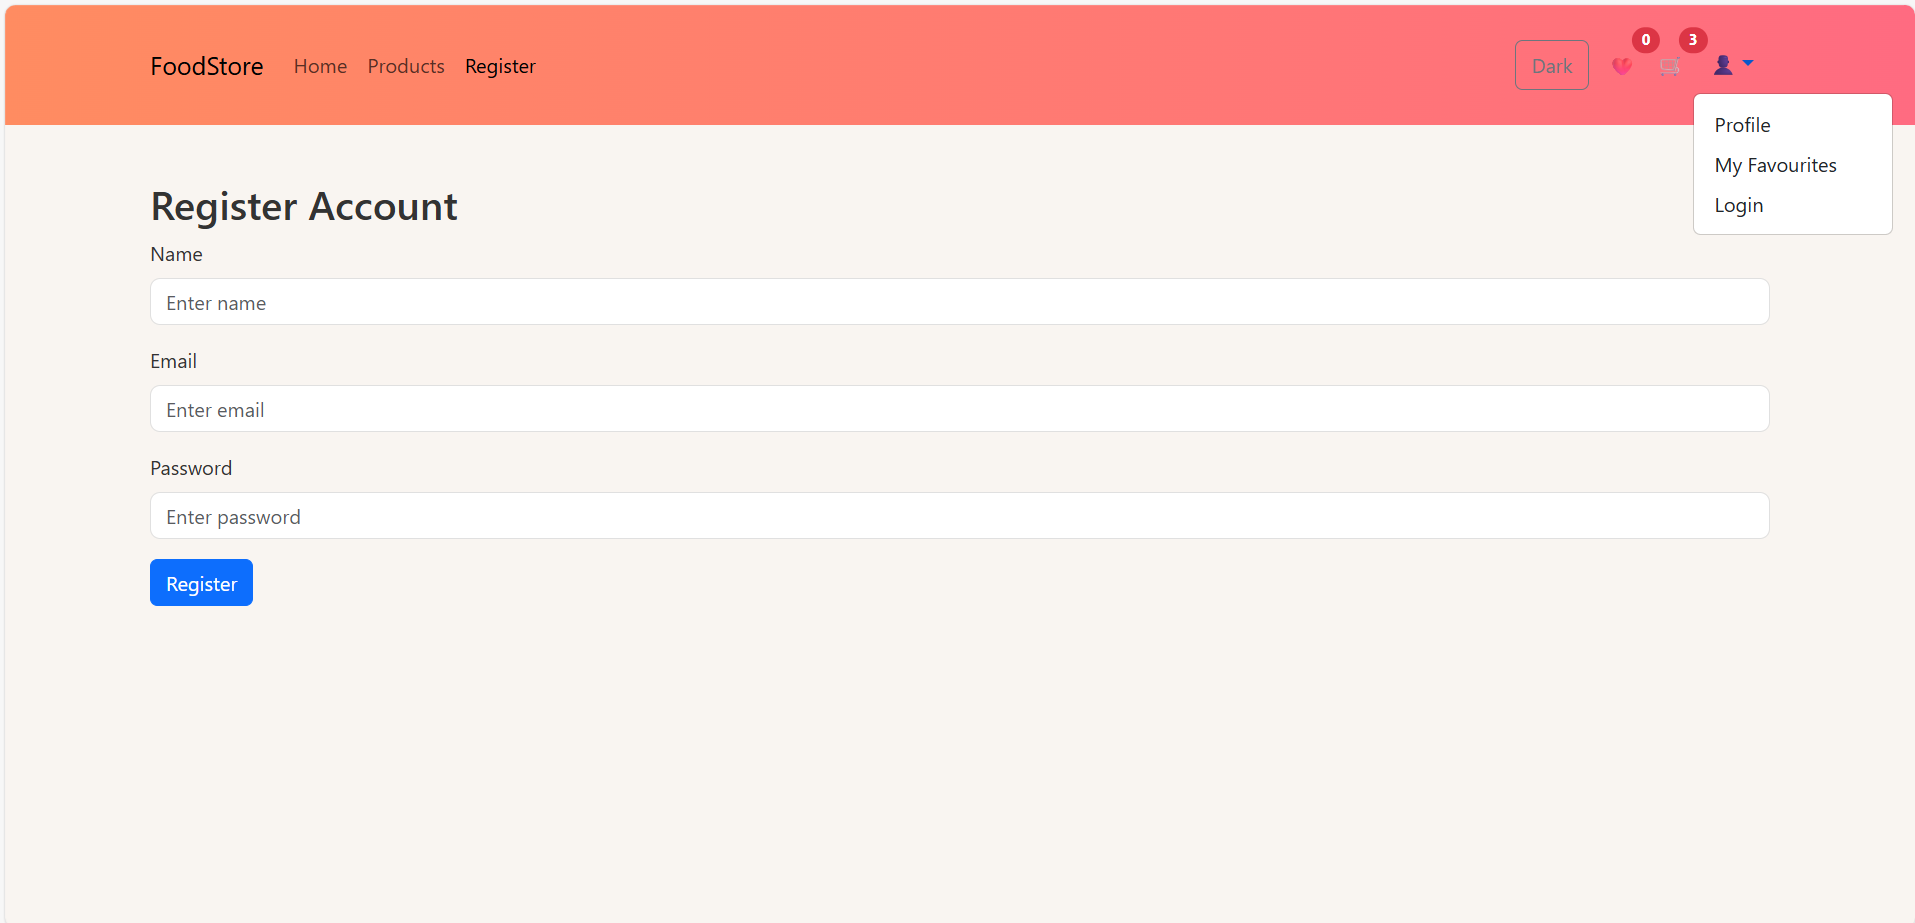 FoodStore Home Products Register Dark 0 3
Profile
My Favourites
Login
Register Account
Name
Enter name
Email
Enter email
Password
Enter password
Register